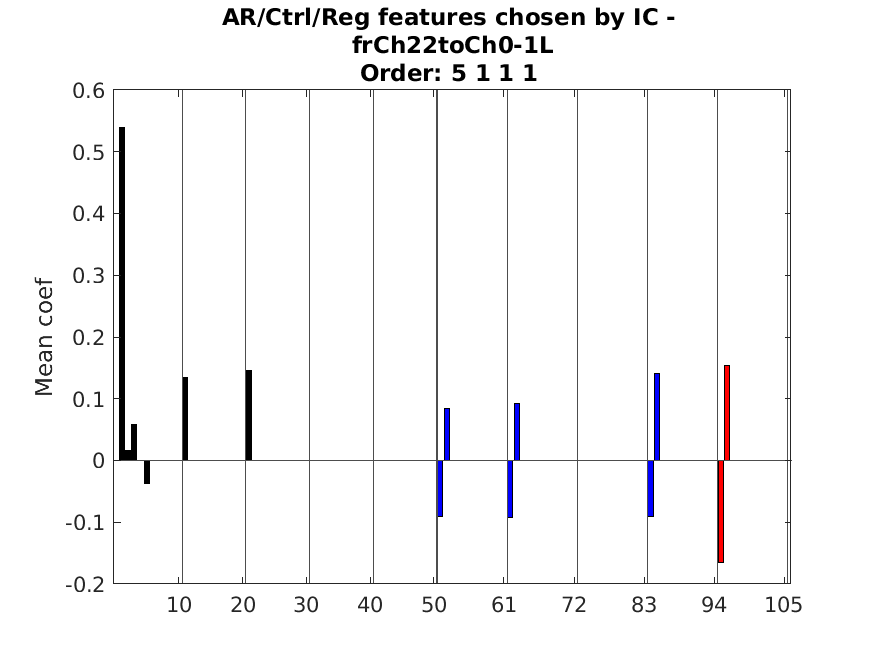 AR/Ctrl/Reg features chosen by IC -
frCh22toCh0-1L
Order: 5 1 1 1
0.6
0.5
0.4
0.3
0.2
0.1
0
-0.1
-0.2
Mean coef
10 20 30 40 50 61 72 83 94 105